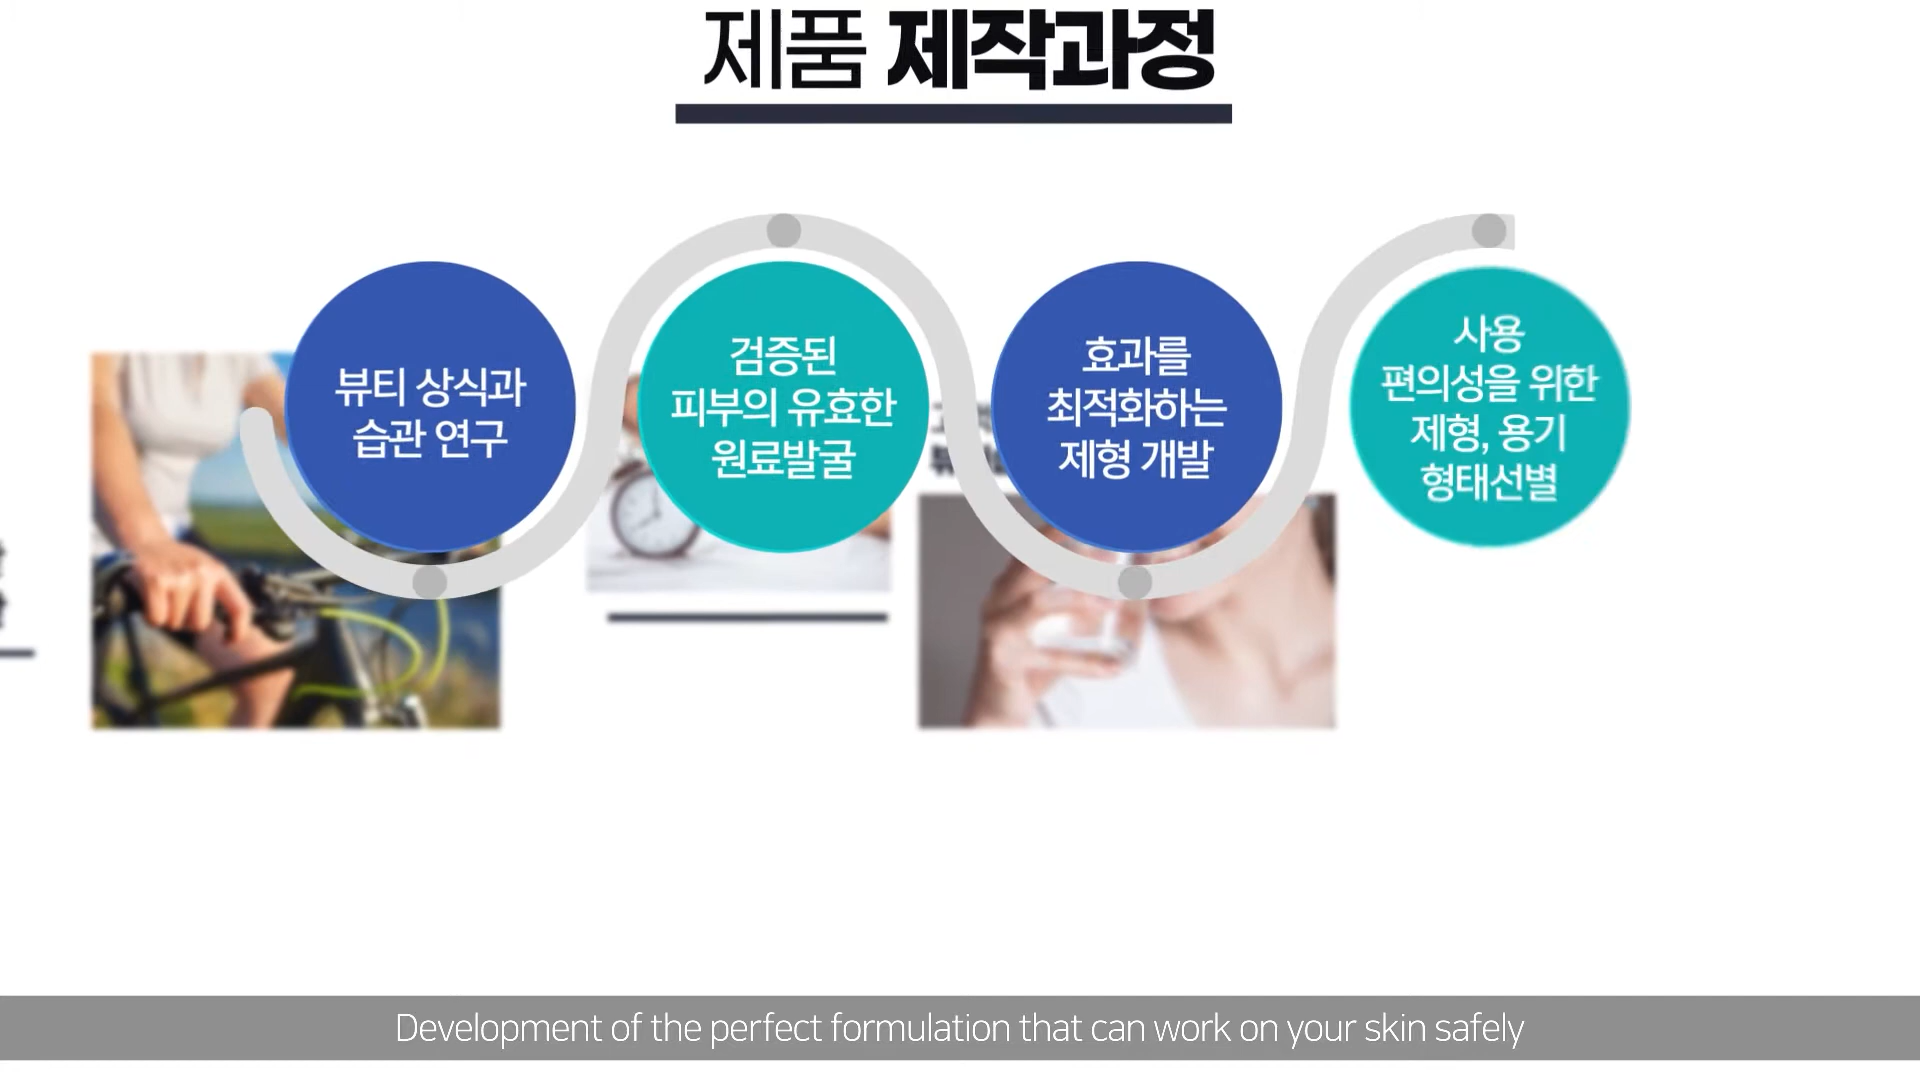 제품 제작과정
뷰티 상식과
습관 연구
검증된
피부의 유효한
원료발굴
효과를
최적화하는
제형 개발
사용
편의성을 위한
제형, 용기
형태선별
Development of the perfect formulation that can work on your skin safely